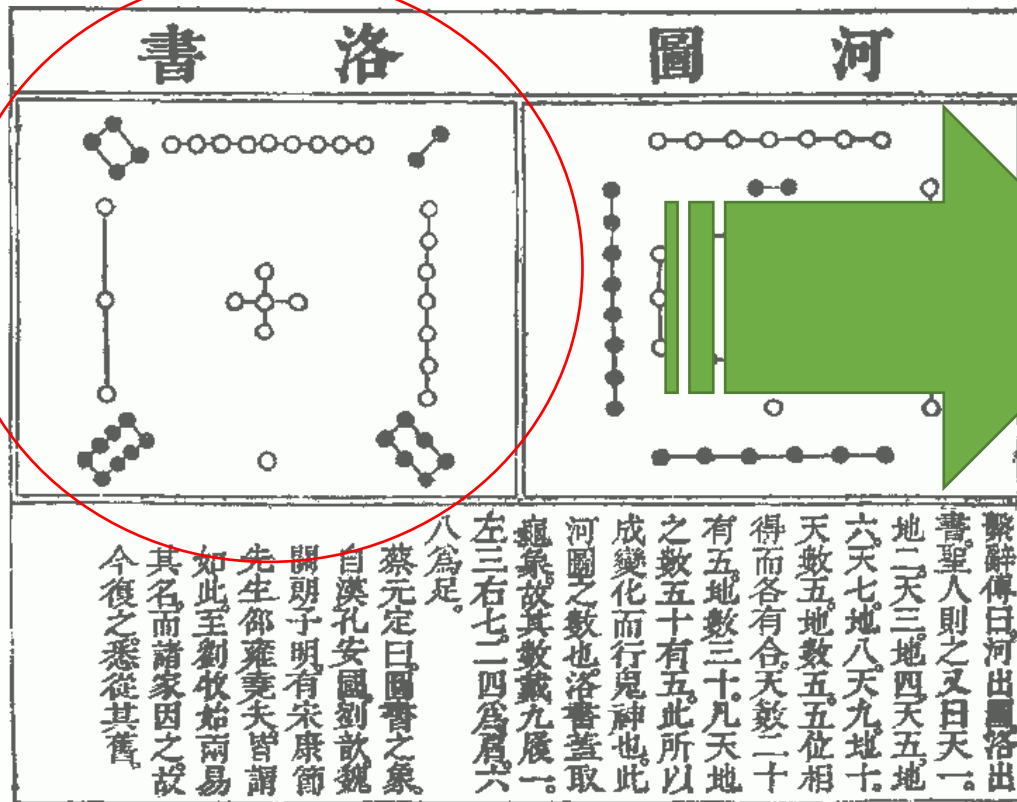 河圖
洛書
繫辭傳曰。河出圖。洛出
書。聖人則之。又曰。天一。
地二。天三。地四。天五。地
六。天七。地八。天九。地十。
天數五。地數五。五位相
得而各有合。天數二十
有五。地數三十。凡天地
之數五十有五。此所以
成變化而行鬼神也。此
河圖之數也。洛書蓋取
龜象。故其數戴九履一。
左三右七。二四爲肩。六
八爲足。
蔡元定曰。圖書之象。
自漢孔安國。劉歆。魏
關朗子明。有宋康節
先生邵雍堯夫。皆謂
如此。至劉牧始兩易
其名。而諸家因之。故
今復之。悉從其舊。